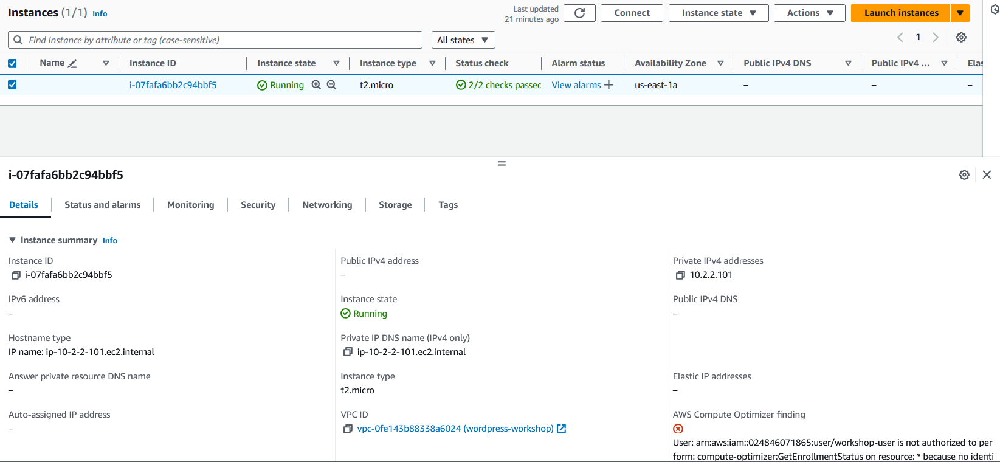 Instances (1/1) Info
Last updated
21 minutes ago
Connect
Instance state
Actions
Launch instances
Find Instance by attribute or tag (case-sensitive)
All states
1
Name
Instance ID
Instance state
Instance type
Status check
Alarm status
Availability Zone
Public IPv4 DNS
Public IPv4 ...
Elas
i-07fafa6bb2c94bbf5
Running
t2.micro
2/2 checks passec
View alarms
us-east-1a
–
–
–
i-07fafa6bb2c94bbf5
Details
Status and alarms
Monitoring
Security
Networking
Storage
Tags
Instance summary Info
Instance ID
i-07fafa6bb2c94bbf5
Public IPv4 address
–
Private IPv4 addresses
10.2.2.101
IPv6 address
–
Instance state
Running
Public IPv4 DNS
–
Hostname type
IP name: ip-10-2-2-101.ec2.internal
Private IP DNS name (IPv4 only)
ip-10-2-2-101.ec2.internal
Answer private resource DNS name
–
Instance type
t2.micro
Elastic IP addresses
–
Auto-assigned IP address
–
VPC ID
vpc-0fe143b88338a6024 (wordpress-workshop)
AWS Compute Optimizer finding
User: arn:aws:iam::024846071865:user/workshop-user is not authorized to per
form: compute-optimizer:GetEnrollmentStatus on resource: * because no identi